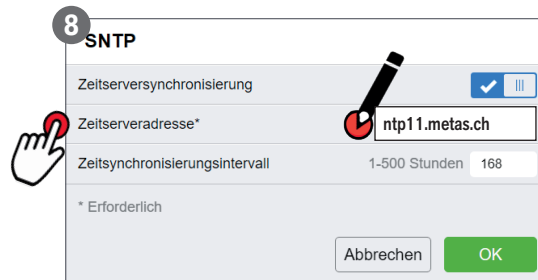 8
SNTP
Zeitserversynchronisierung
Zeitserveradresse* ntp11.metas.ch
Zeitsynchronisierungsintervall 1-500 Stunden 168
* Erforderlich
Abbrechen OK